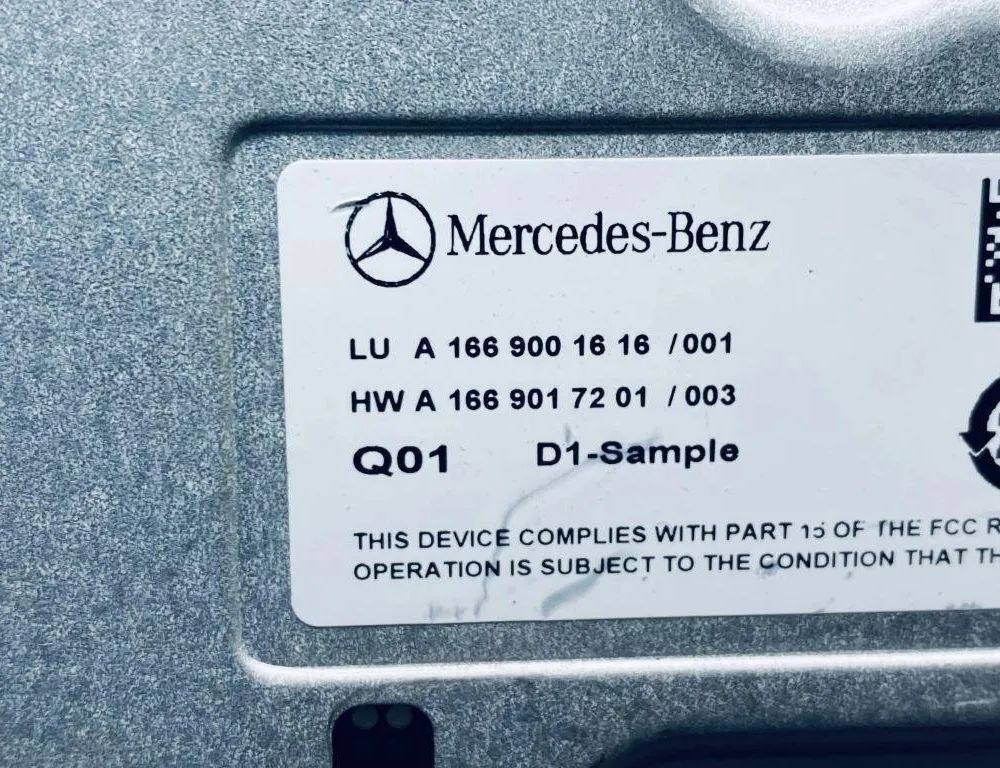 Mercedes-Benz
LU A 166 900 16 16 /001
HW A 166 901 72 01 / 003
Q01 D1-Sample
THIS DEVICE COMPLIES WITH PART 15 OF THE FCC R
OPERATION IS SUBJECT TO THE CONDITION THAT TH